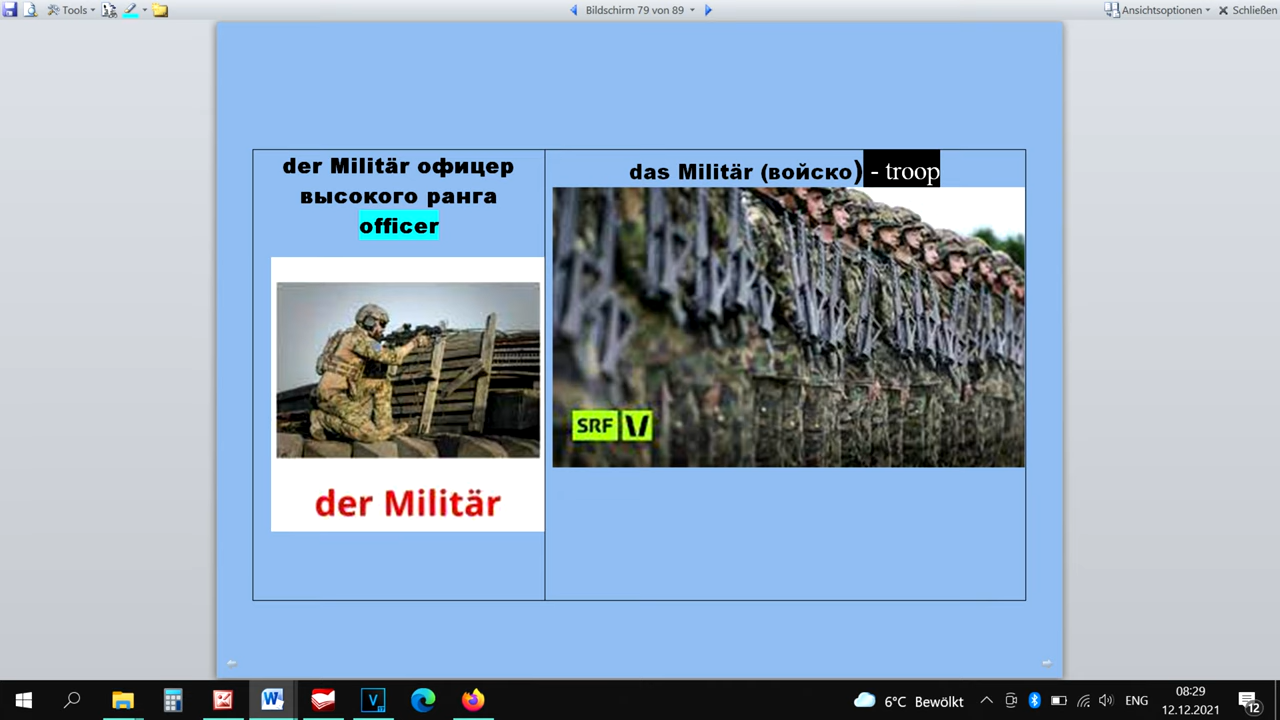 Tools
Bildschirm 79 von 89
Ansichtsoptionen
Schließen
der Militär офицер
высокого ранга
officer
der Militär
das Militär (войско) - troop
SRF
6°C Bewölkt
ENG
08:29
12.12.2021
12